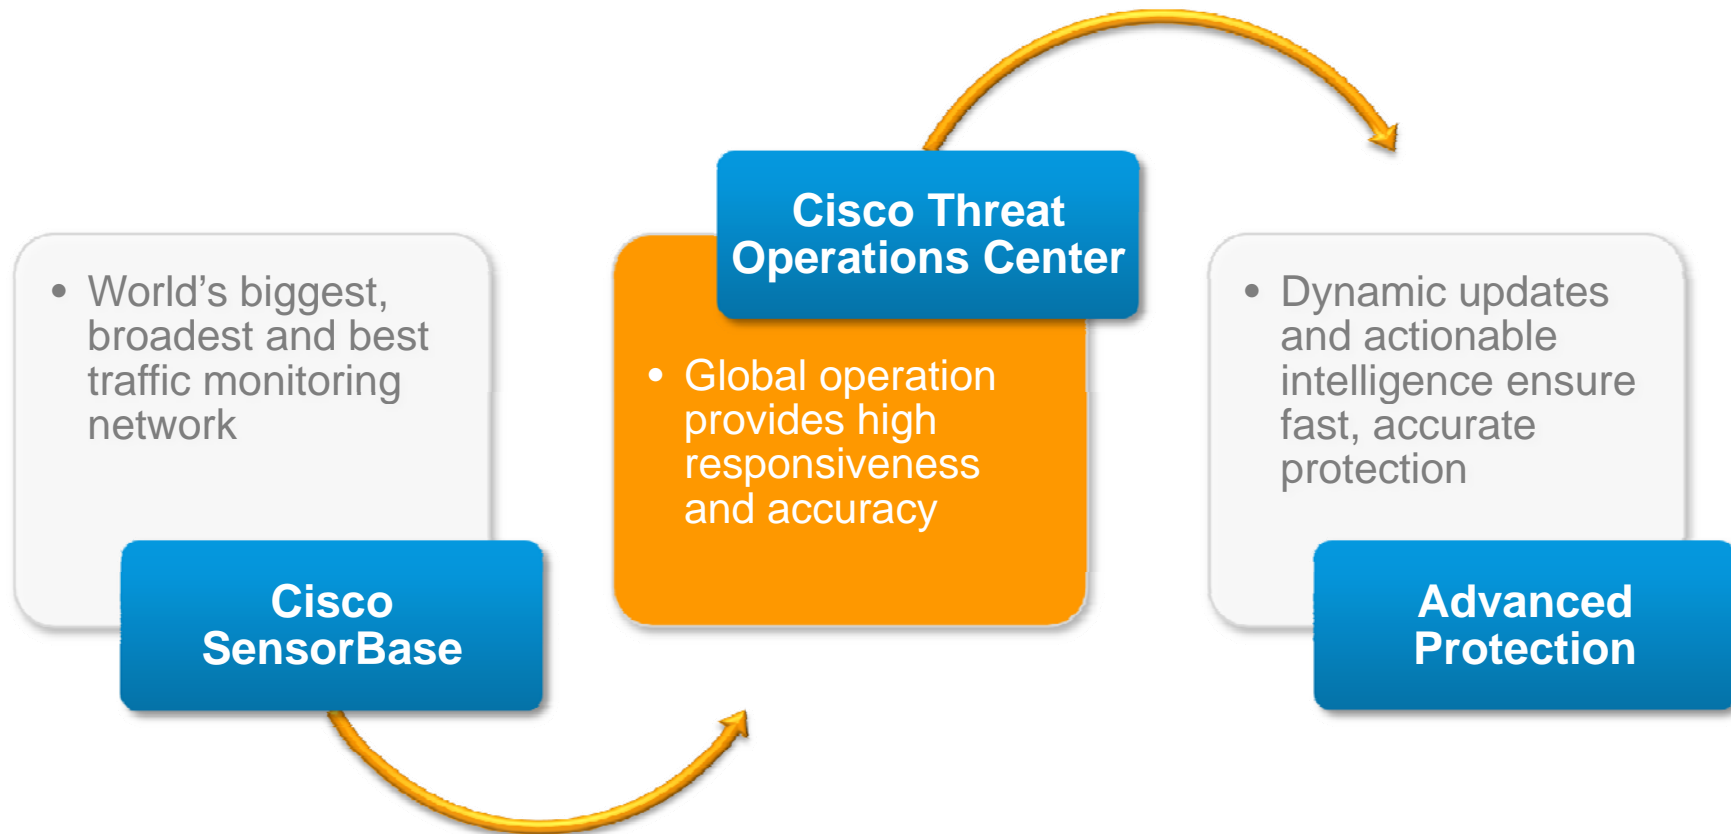 • World’s biggest,
broadest and best
traffic monitoring
network
Cisco
SensorBase
Cisco Threat
Operations Center
• Global operation
provides high
responsiveness
and accuracy
• Dynamic updates
and actionable
intelligence ensure
fast, accurate
protection
Advanced
Protection